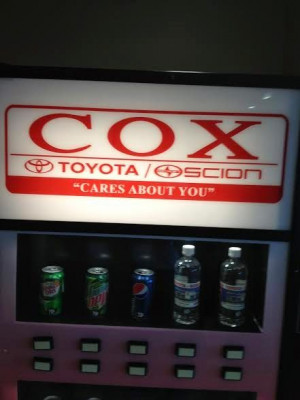 COX
TOYOTA / SCION
"CARES ABOUT YOU"